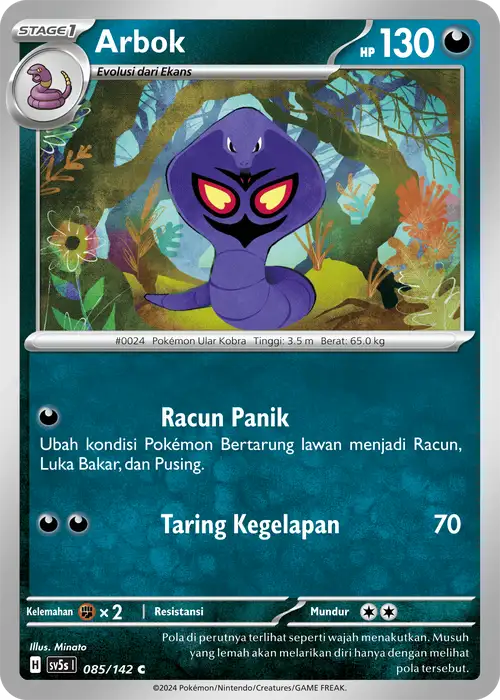 STAGE1
Arbok
HP 130
Evolusi dari Ekans
#0024 Pokémon Ular Kobra Tinggi: 3.5 m Berat: 65.0 kg
Racun Panik
Ubah kondisi Pokémon Bertarung lawan menjadi Racun,
Luka Bakar, dan Pusing.
Taring Kegelapan 70
Kelemahan ×2 Resistansi Mundur
Illus. Minato
Pola di perutnya terlihat seperti wajah menakutkan. Musuh
yang lemah akan melarikan diri hanya dengan melihat
pola tersebut.
H sv5s I 085/142 C
©2024 Pokémon/Nintendo/Creatures/GAME FREAK.